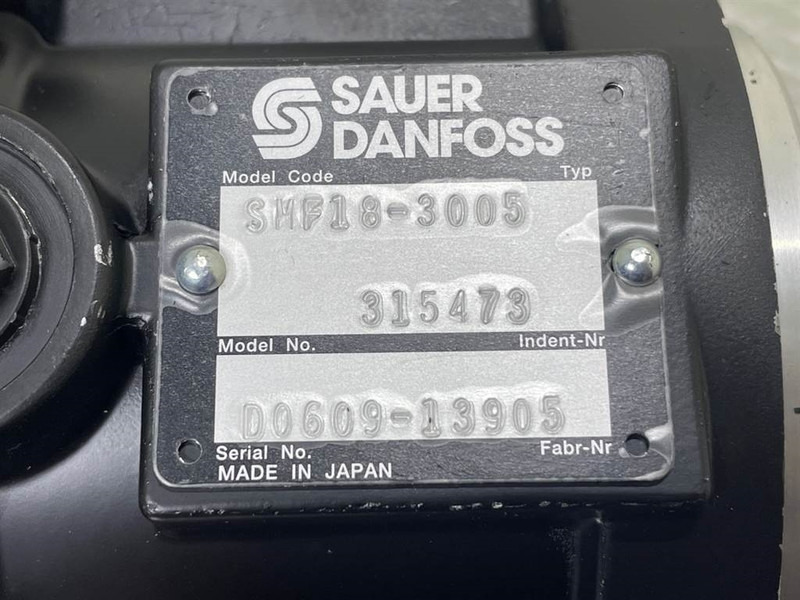 SAUER
DANFOSS
Model Code Typ
SMF18-3005
315473
Model No. Indent-Nr
D0609-13905
Serial No. Fabr-Nr
MADE IN JAPAN